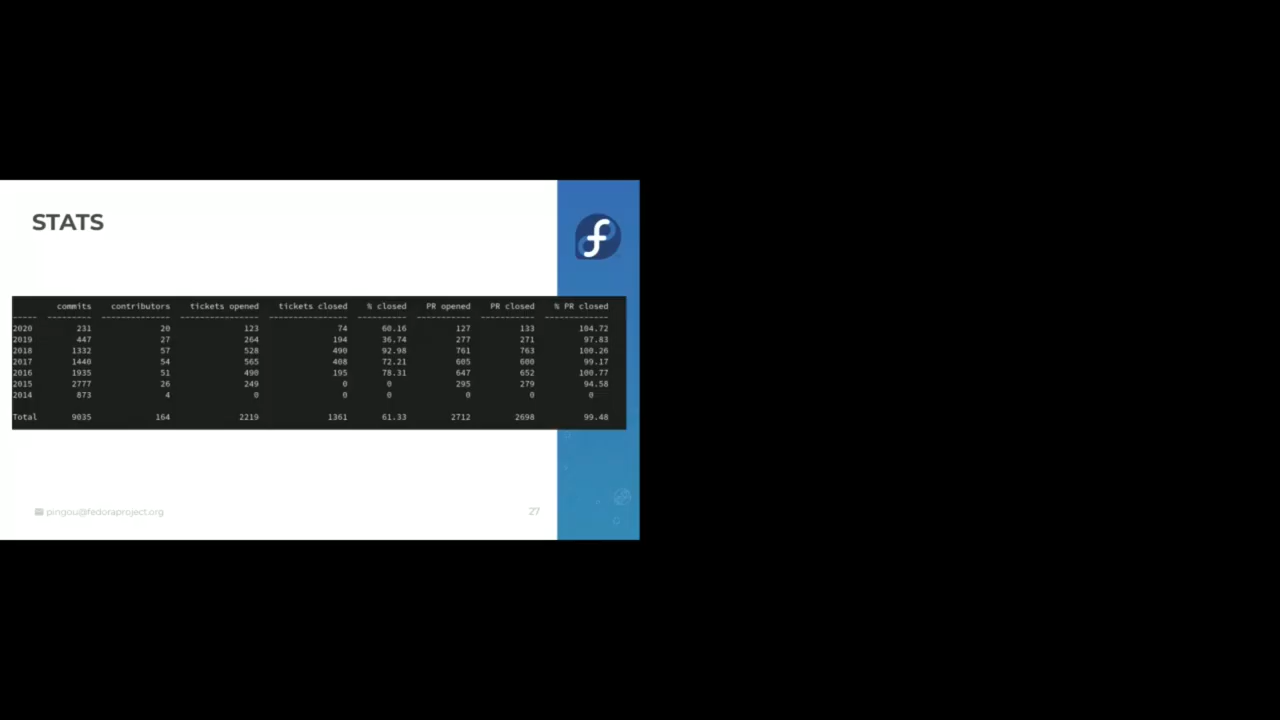 STATS
commits contributors tickets opened tickets closed % closed PR opened PR closed % PR closed
----- --------- -------------- ---------------- ---------------- ---------- ----------- ----------- -------------
2020 231 20 123 74 60.16 127 133 104.72
2019 447 27 264 194 36.74 277 271 97.83
2018 1332 57 528 490 92.98 761 763 100.26
2017 1440 54 565 408 72.21 605 600 99.17
2016 1935 51 490 195 78.31 647 652 100.77
2015 2777 26 249 0 0 295 279 94.58
2014 873 4 0 0 0 0 0 0
Total 9035 164 2219 1361 61.33 2712 2698 99.48
pingou@fedoraproject.org
27